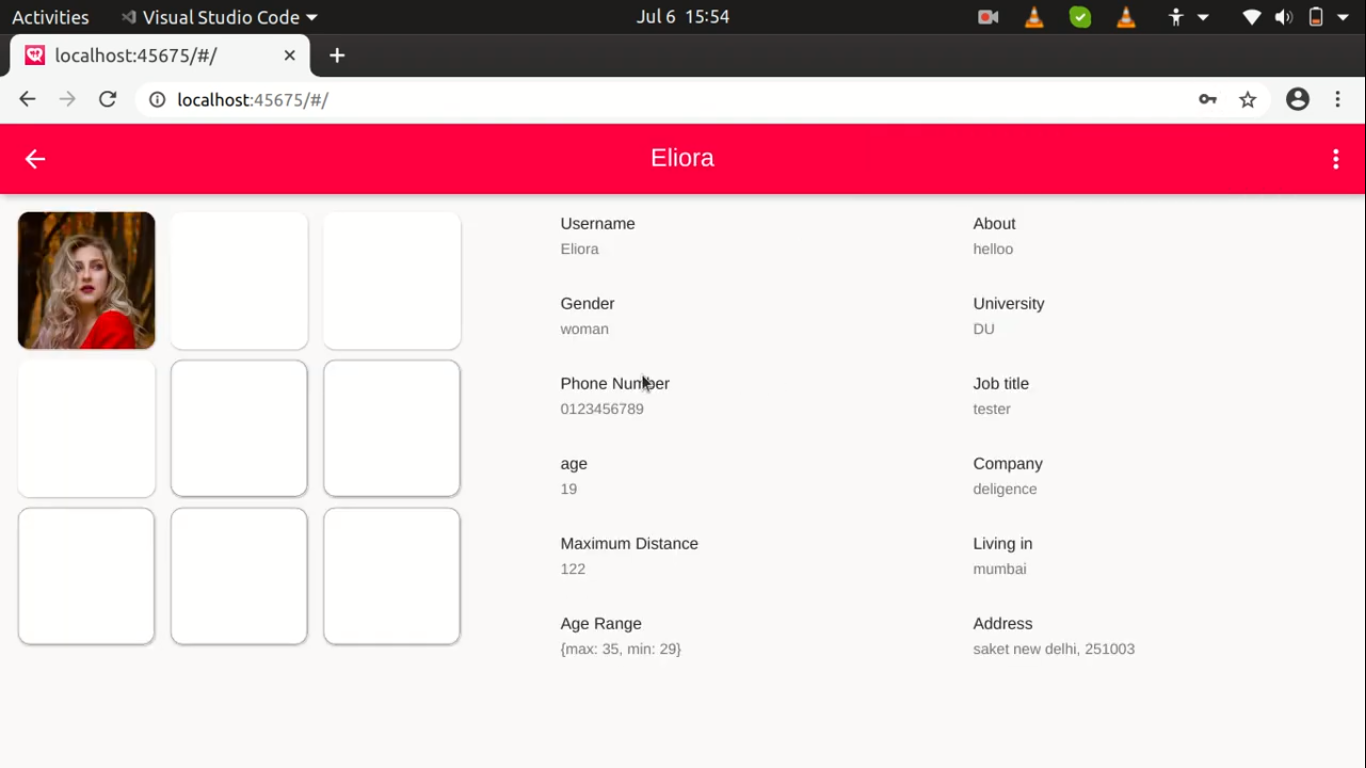 Activities
Visual Studio Code
Jul 6 15:54
localhost:45675/#/
localhost:45675/#/
Eliora
Username
Eliora
Gender
woman
Phone Number
0123456789
age
19
Maximum Distance
122
Age Range
{max: 35, min: 29}
About
helloo
University
DU
Job title
tester
Company
deligence
Living in
mumbai
Address
saket new delhi, 251003